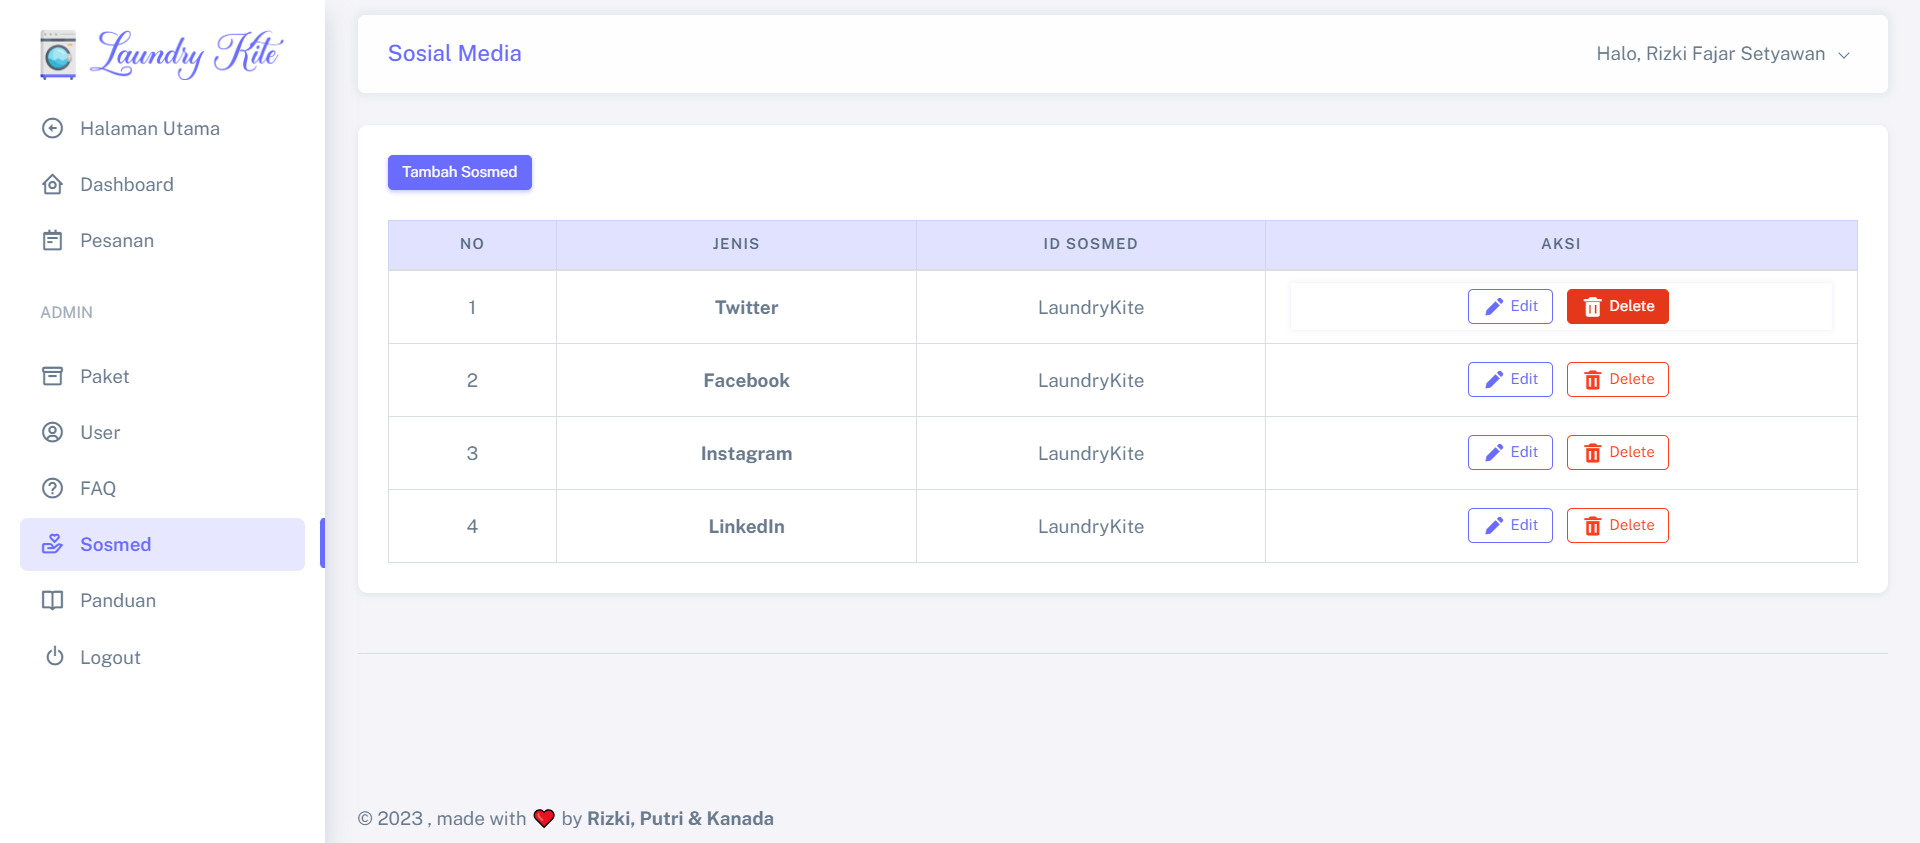 Laundry Kite
Halaman Utama
Dashboard
Pesanan
ADMIN
Paket
User
FAQ
Sosmed
Panduan
Logout
Sosial Media
Halo, Rizki Fajar Setyawan
Tambah Sosmed
NO JENIS ID SOSMED AKSI
1 Twitter LaundryKite Edit Delete
2 Facebook LaundryKite Edit Delete
3 Instagram LaundryKite Edit Delete
4 LinkedIn LaundryKite Edit Delete
© 2023 , made with ❤️ by Rizki, Putri & Kanada